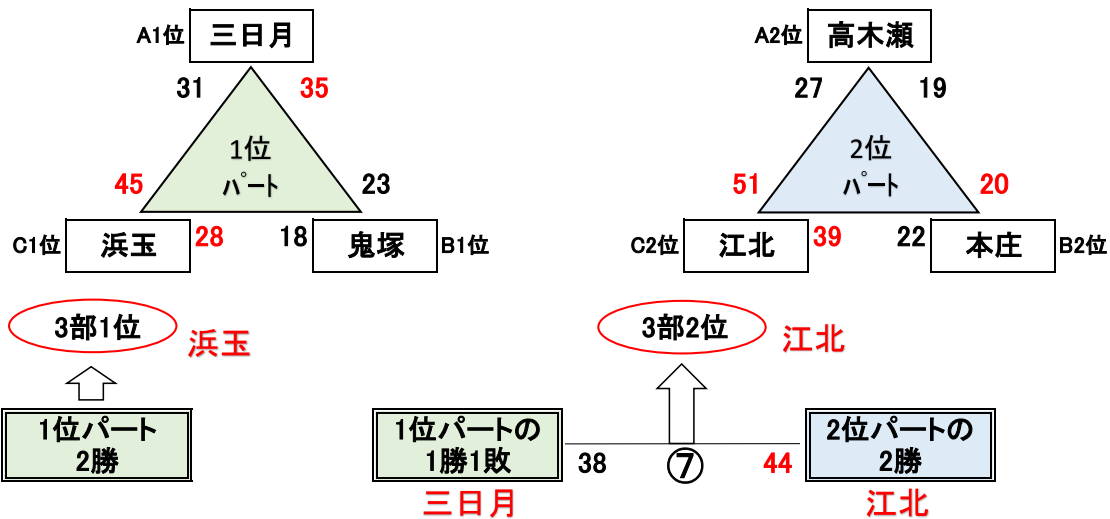 A1位 三日月
31 35
1位
パート
45 23
C1位 浜玉 28 18 鬼塚 B1位
A2位 高木瀬
27 19
2位
パート
51 20
C2位 江北 39 22 本庄 B2位
3部1位 浜玉
3部2位 江北
1位パート
2勝
1位パートの
1勝1敗
三日月
38 ⑦ 44
2位パートの
2勝
江北